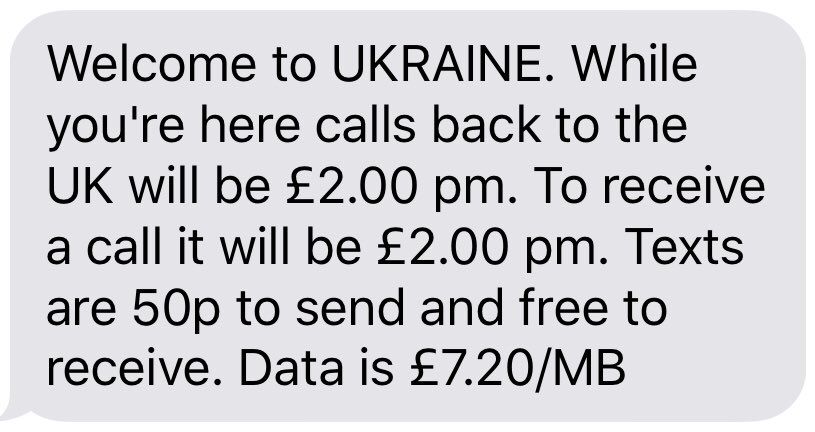 Welcome to UKRAINE. While
you're here calls back to the
UK will be £2.00 pm. To receive
a call it will be £2.00 pm. Texts
are 50p to send and free to
receive. Data is £7.20/MB